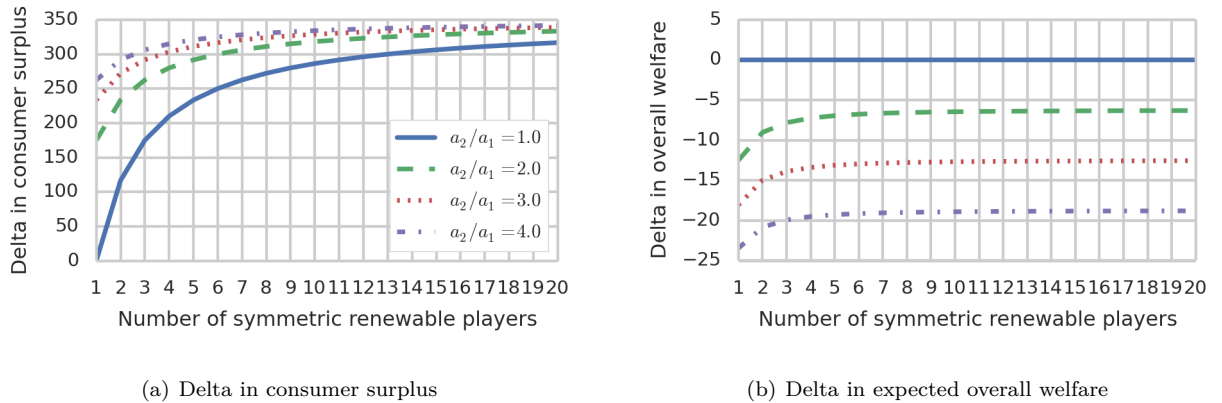 Delta in consumer surplus
350
300
250
200
150
100
50
0
a₂/a₁ =1.0
a₂/a₁ =2.0
a₂/a₁ =3.0
a₂/a₁ =4.0
1 2 3 4 5 6 7 8 9 10 11 12 13 14 15 16 17 18 19 20
Number of symmetric renewable players
(a) Delta in consumer surplus
Delta in overall welfare
5
0
−5
−10
−15
−20
−25
1 2 3 4 5 6 7 8 9 10 11 12 13 14 15 16 17 18 19 20
Number of symmetric renewable players
(b) Delta in expected overall welfare